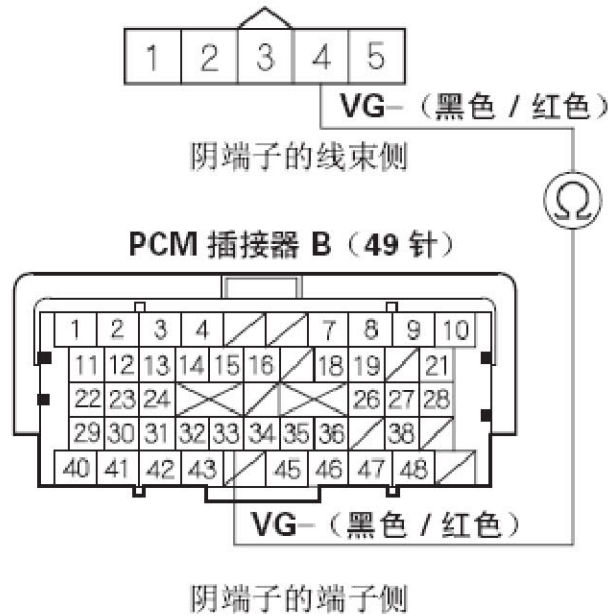 1 2 3 4 5
VG-（黑色 / 红色）
阴端子的线束侧
Ω
PCM 插接器 B（49 针）
1 2 3 4 7 8 9 10
11 12 13 14 15 16 18 19 21
22 23 24 26 27 28
29 30 31 32 33 34 35 36 38
40 41 42 43 45 46 47 48
VG-（黑色 / 红色）
阴端子的端子侧